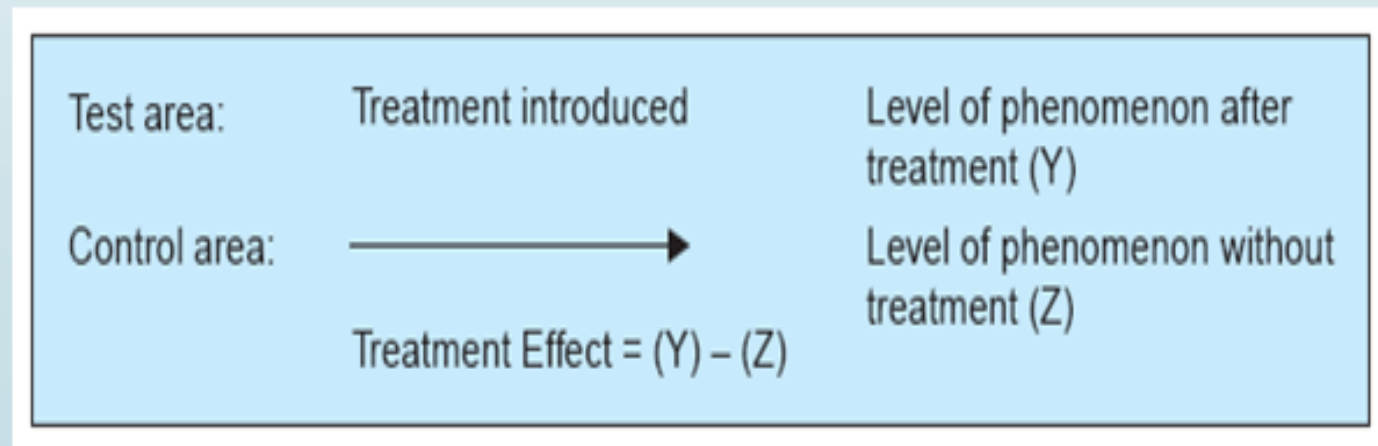 Test area: Treatment introduced Level of phenomenon after
treatment (Y)
Control area: Level of phenomenon without
treatment (Z)
Treatment Effect = (Y) – (Z)